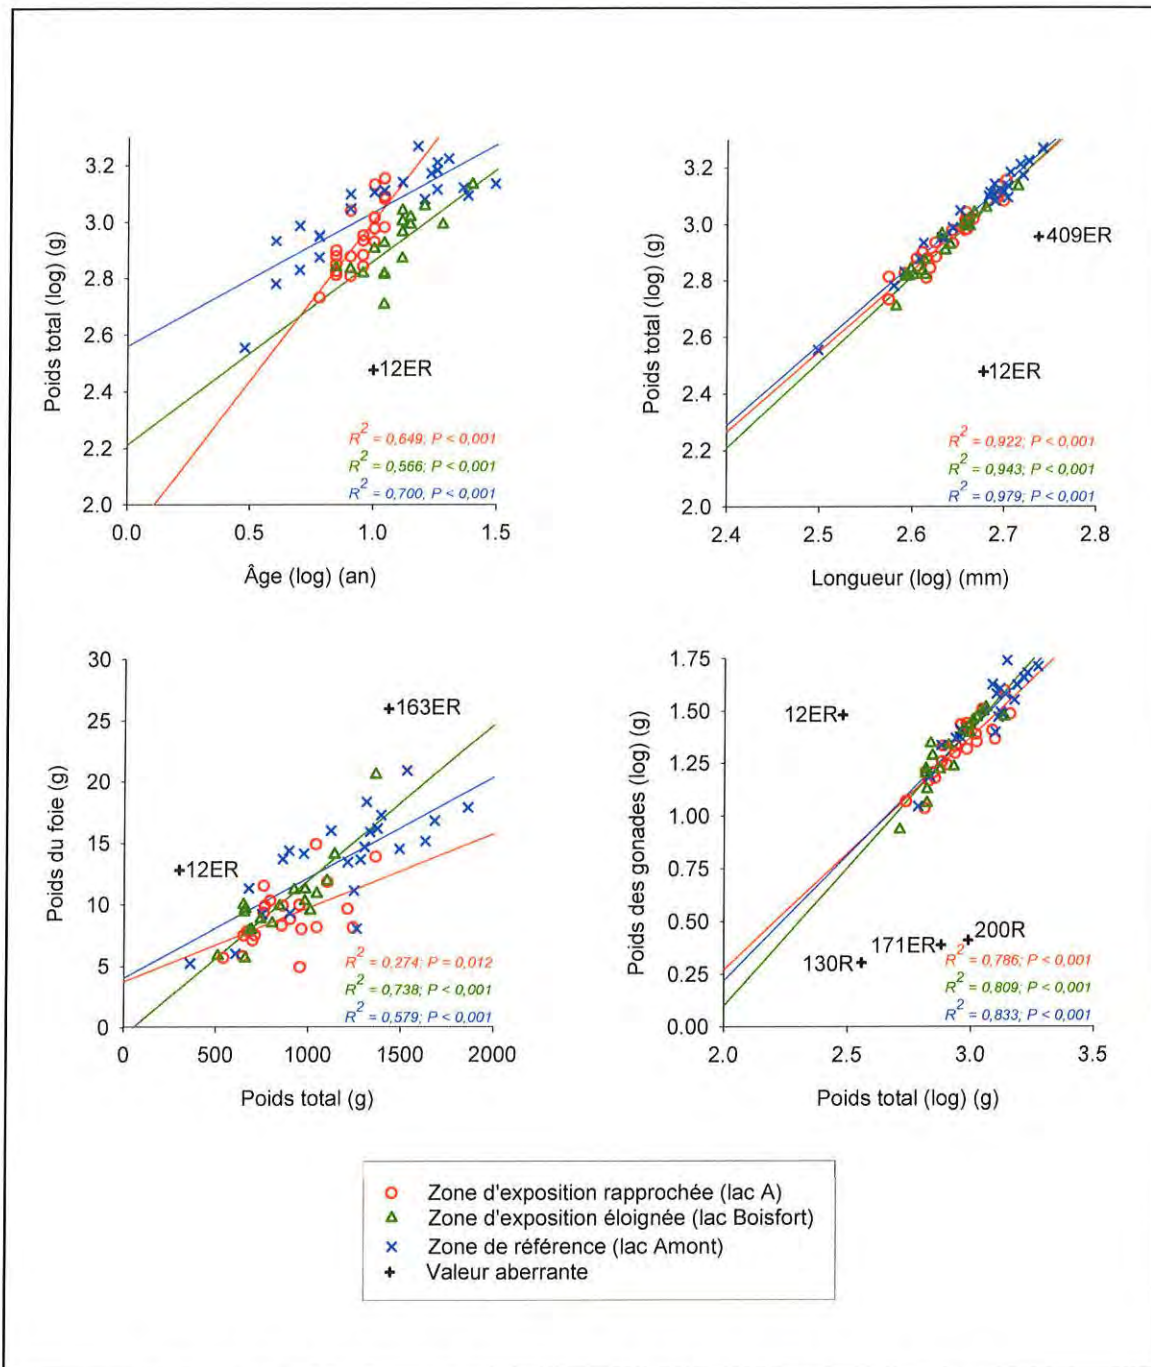 3.2
3.0
2.8
2.6
2.4
2.2
2.0
Poids total (log) (g)
12ER
R² = 0,649; P < 0,001
R² = 0,566; P < 0,001
R² = 0,700; P < 0,001
0.0 0.5 1.0 1.5
Âge (log) (an)
3.2
3.0
2.8
2.6
2.4
2.2
2.0
Poids total (log) (g)
409ER
12ER
R² = 0,922; P < 0,001
R² = 0,943; P < 0,001
R² = 0,979; P < 0,001
2.4 2.5 2.6 2.7 2.8
Longueur (log) (mm)
30
25
20
15
10
5
0
Poids du foie (g)
163ER
12ER
R² = 0,274; P = 0,012
R² = 0,738; P < 0,001
R² = 0,579; P < 0,001
0 500 1000 1500 2000
Poids total (g)
1.75
1.50
1.25
1.00
0.75
0.50
0.25
0.00
Poids des gonades (log) (g)
12ER
200R
171ER
130R
R² = 0,786; P < 0,001
R² = 0,809; P < 0,001
R² = 0,833; P < 0,001
2.0 2.5 3.0 3.5
Poids total (log) (g)
Zone d'exposition rapprochée (lac A)
Zone d'exposition éloignée (lac Boisfort)
Zone de référence (lac Amont)
Valeur aberrante